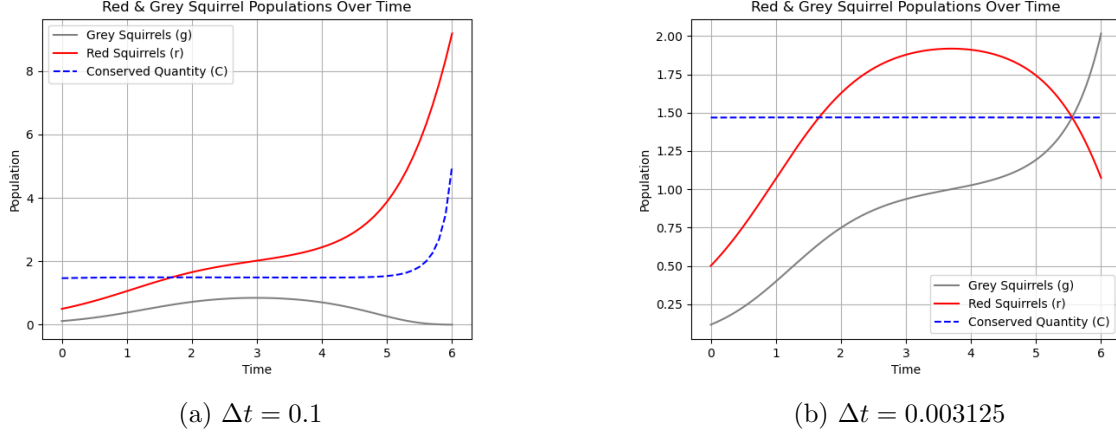 Red & Grey Squirrel Populations Over Time
Grey Squirrels (g)
Red Squirrels (r)
Conserved Quantity (C)
Population
8
6
4
2
0
0 1 2 3 4 5 6
Time
(a) Δt = 0.1
Red & Grey Squirrel Populations Over Time
Population
2.00
1.75
1.50
1.25
1.00
0.75
0.50
0.25
Grey Squirrels (g)
Red Squirrels (r)
Conserved Quantity (C)
0 1 2 3 4 5 6
Time
(b) Δt = 0.003125